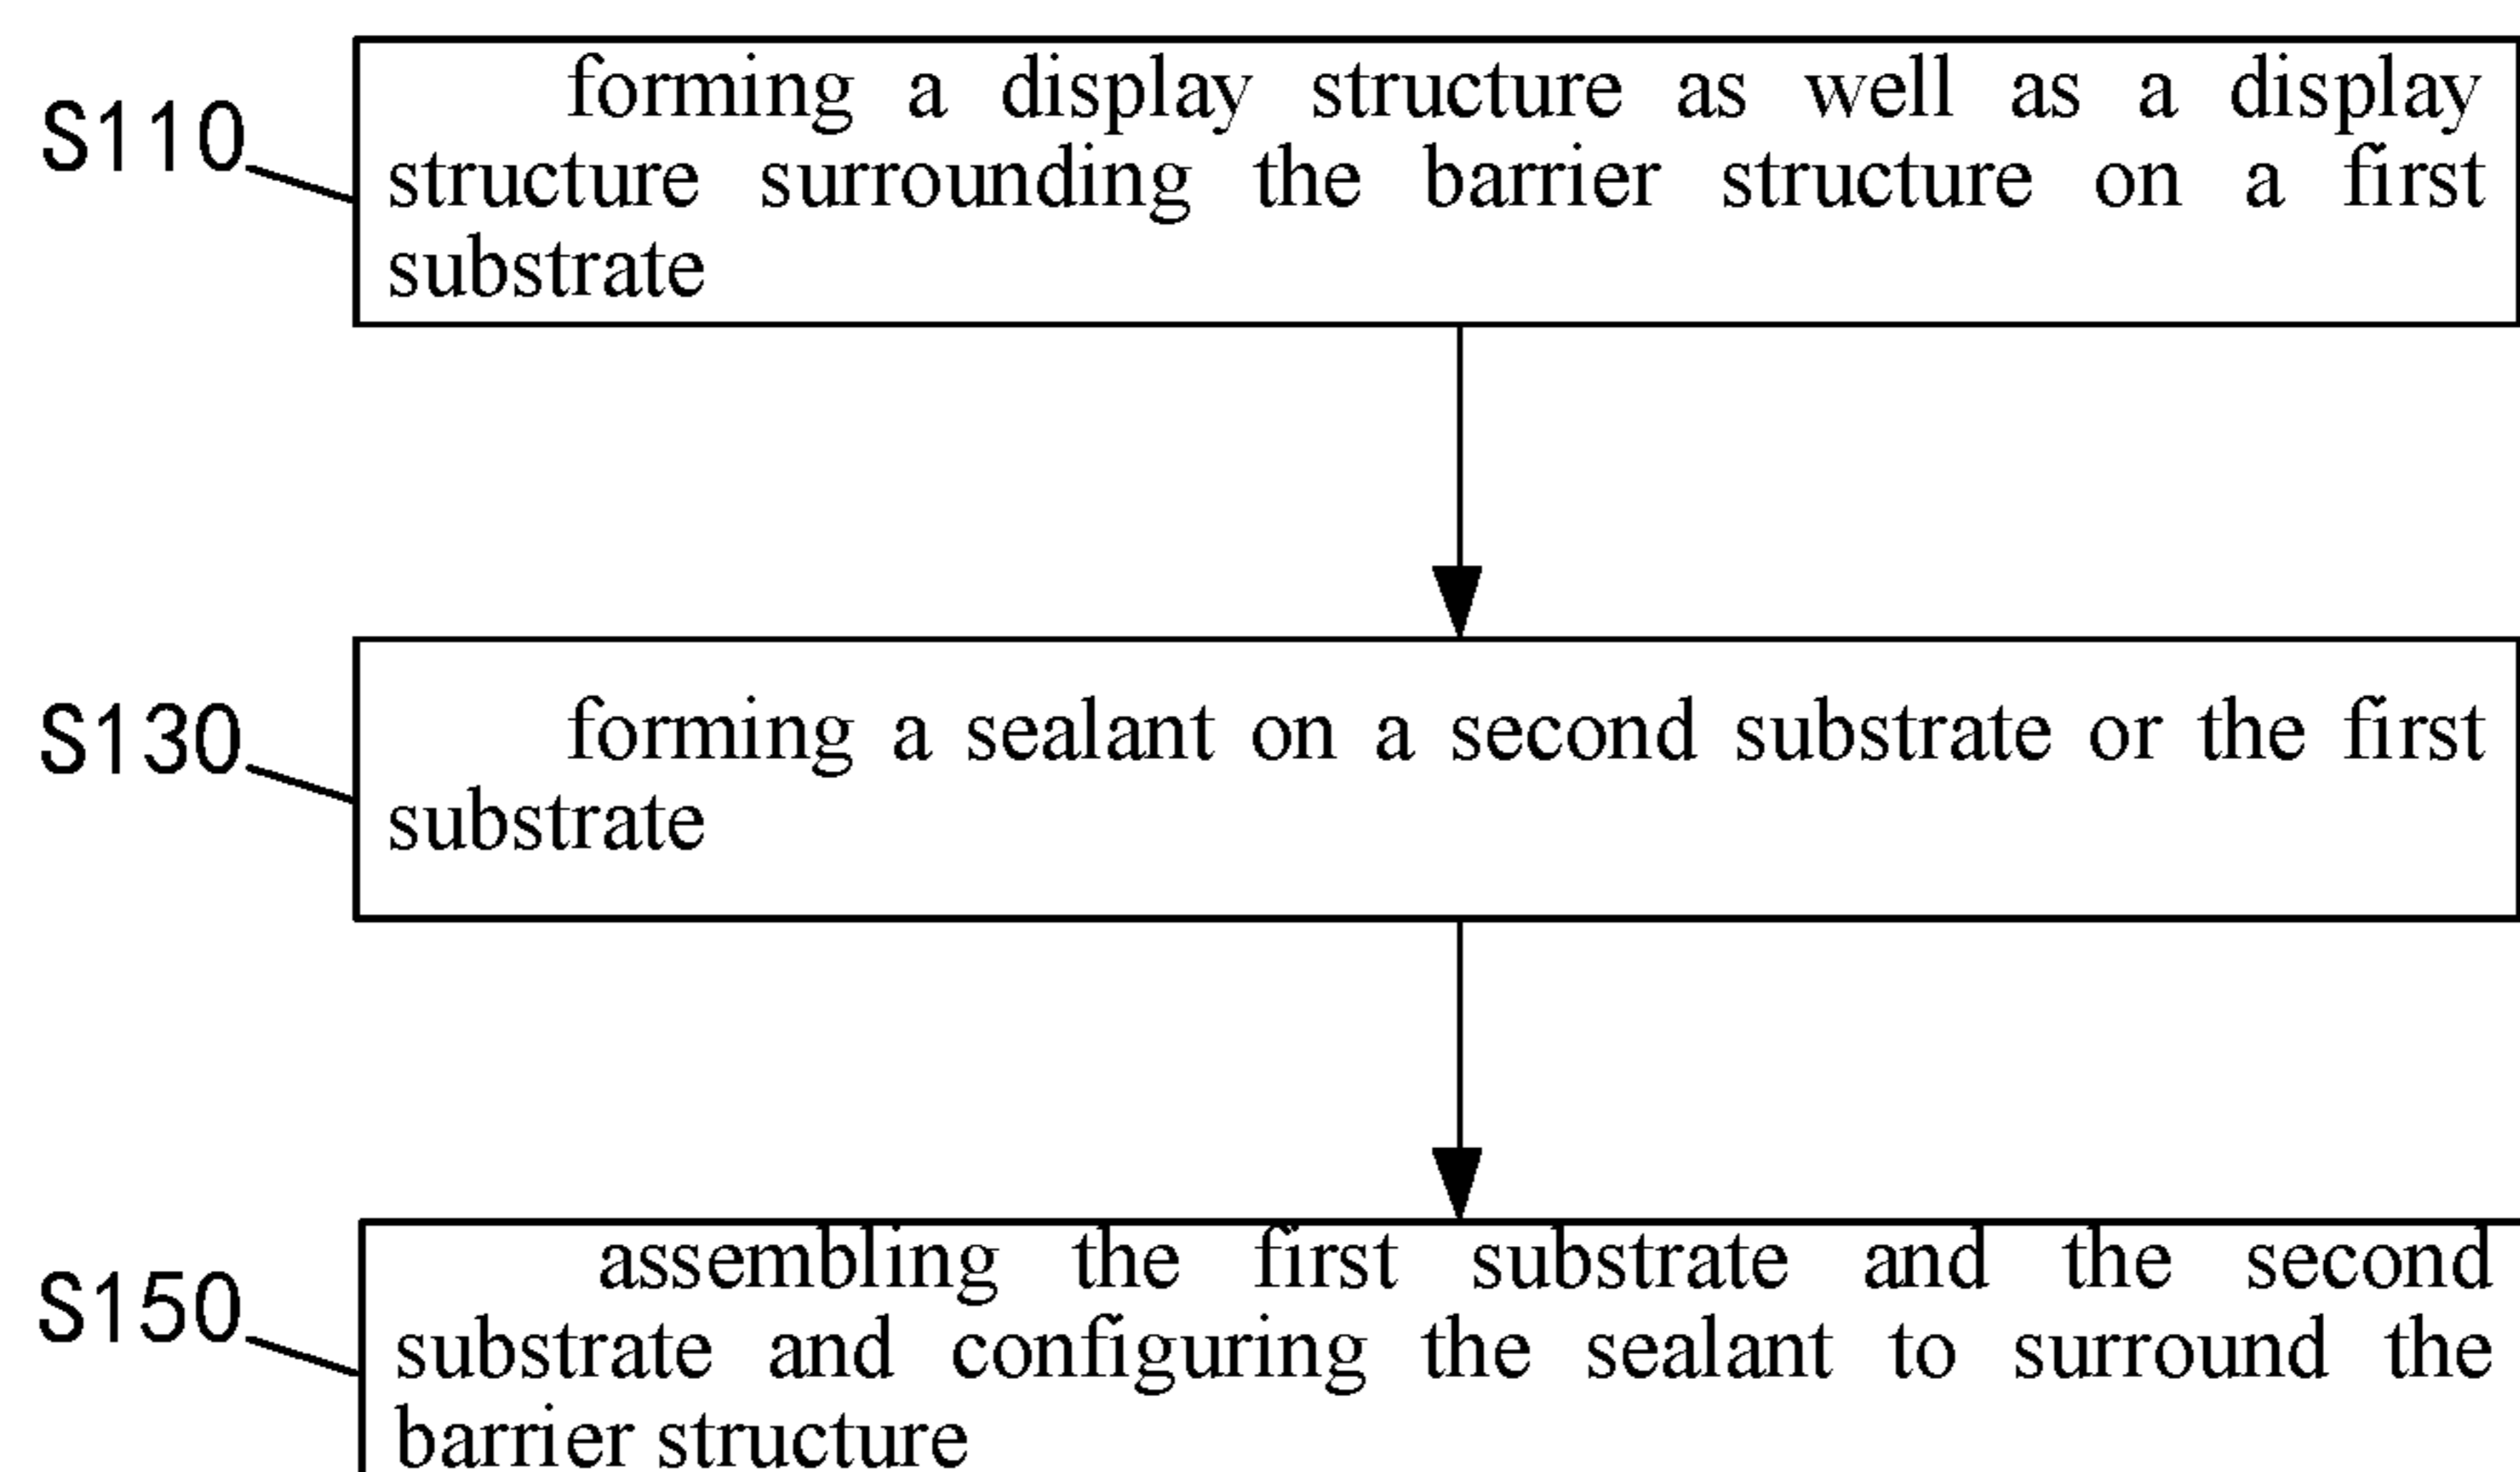 S110
forming a display structure as well as a display
structure surrounding the barrier structure on a first
substrate
S130
forming a sealant on a second substrate or the first
substrate
S150
assembling the first substrate and the second
substrate and configuring the sealant to surround the
barrier structure